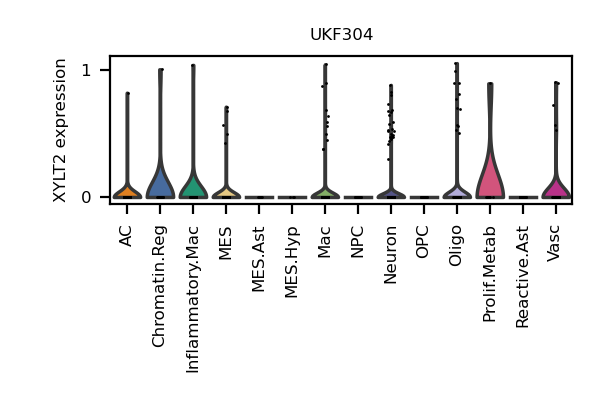 UKF304
XYLT2 expression
1
0
AC
Chromatin.Reg
Inflammatory.Mac
MES
MES.Ast
MES.Hyp
Mac
NPC
Neuron
OPC
Oligo
Prolif.Metab
Reactive.Ast
Vasc